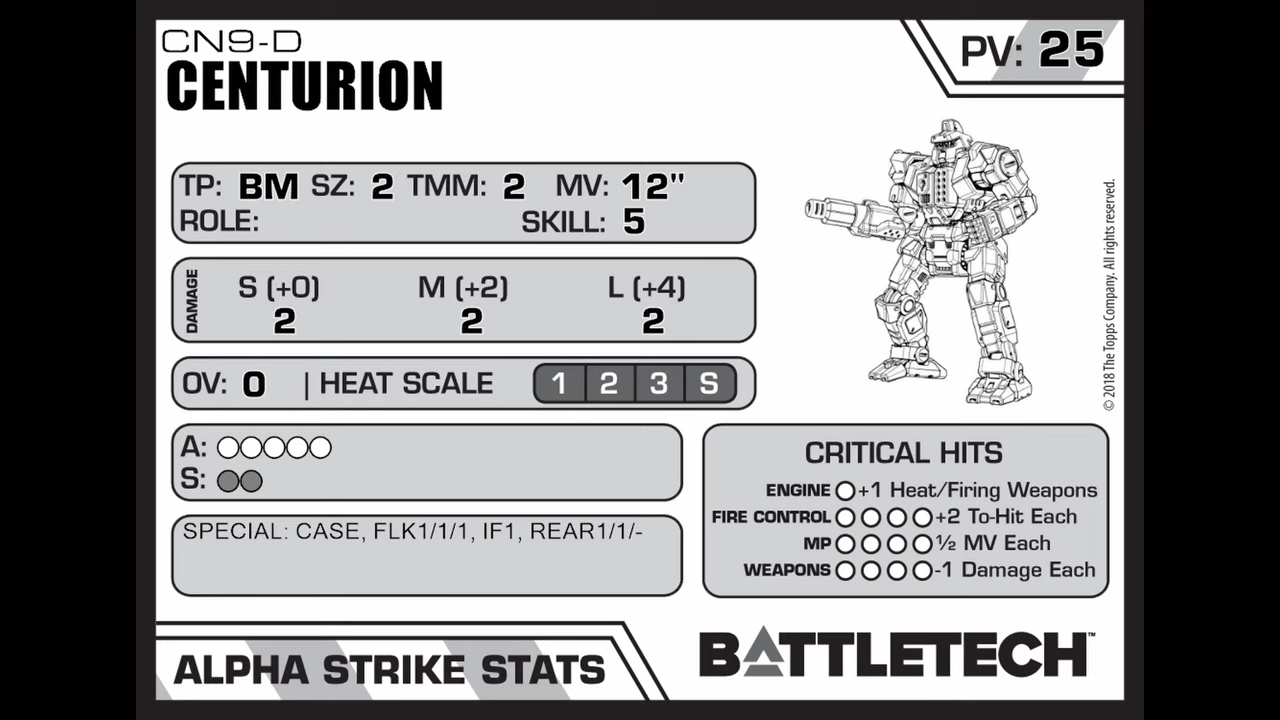 CN9-D
CENTURION
PV: 25
TP: BM SZ: 2 TMM: 2 MV: 12"
ROLE: SKILL: 5
DAMAGE
S (+0) M (+2) L (+4)
2 2 2
OV: 0 | HEAT SCALE 1 2 3 S
A:
S:
SPECIAL: CASE, FLK1/1/1, IF1, REAR1/1/-
© 2018 The Topps Company. All rights reserved.
CRITICAL HITS
ENGINE +1 Heat/Firing Weapons
FIRE CONTROL +2 To-Hit Each
MP ½ MV Each
WEAPONS -1 Damage Each
ALPHA STRIKE STATS
BATTLETECH™